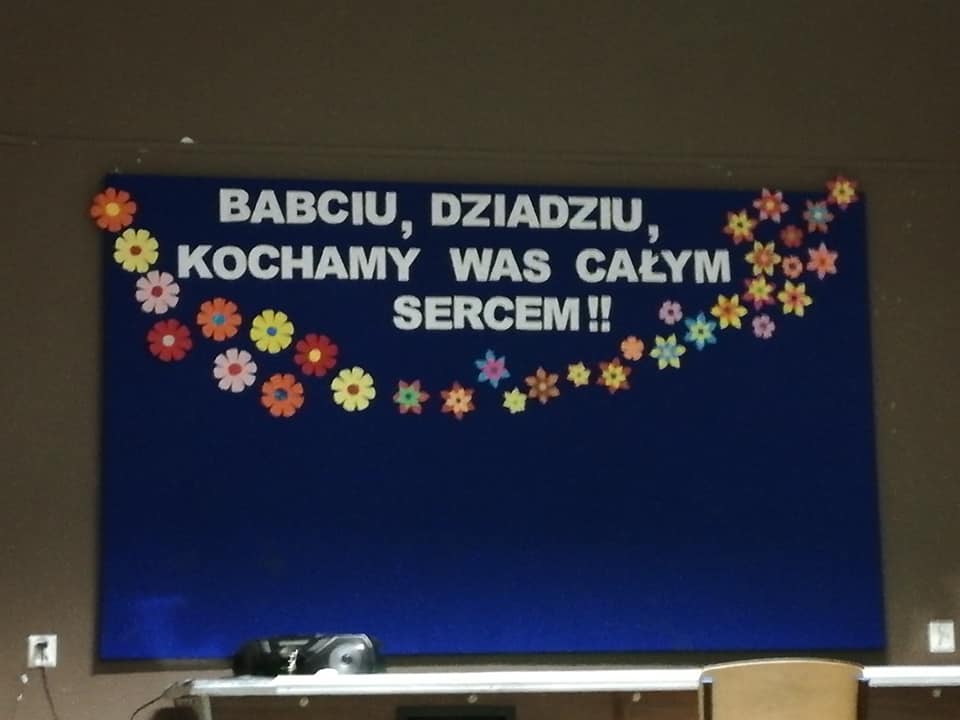 BABCIU, DZIADZIU,
KOCHAMY WAS CAŁYM
SERCEM!!